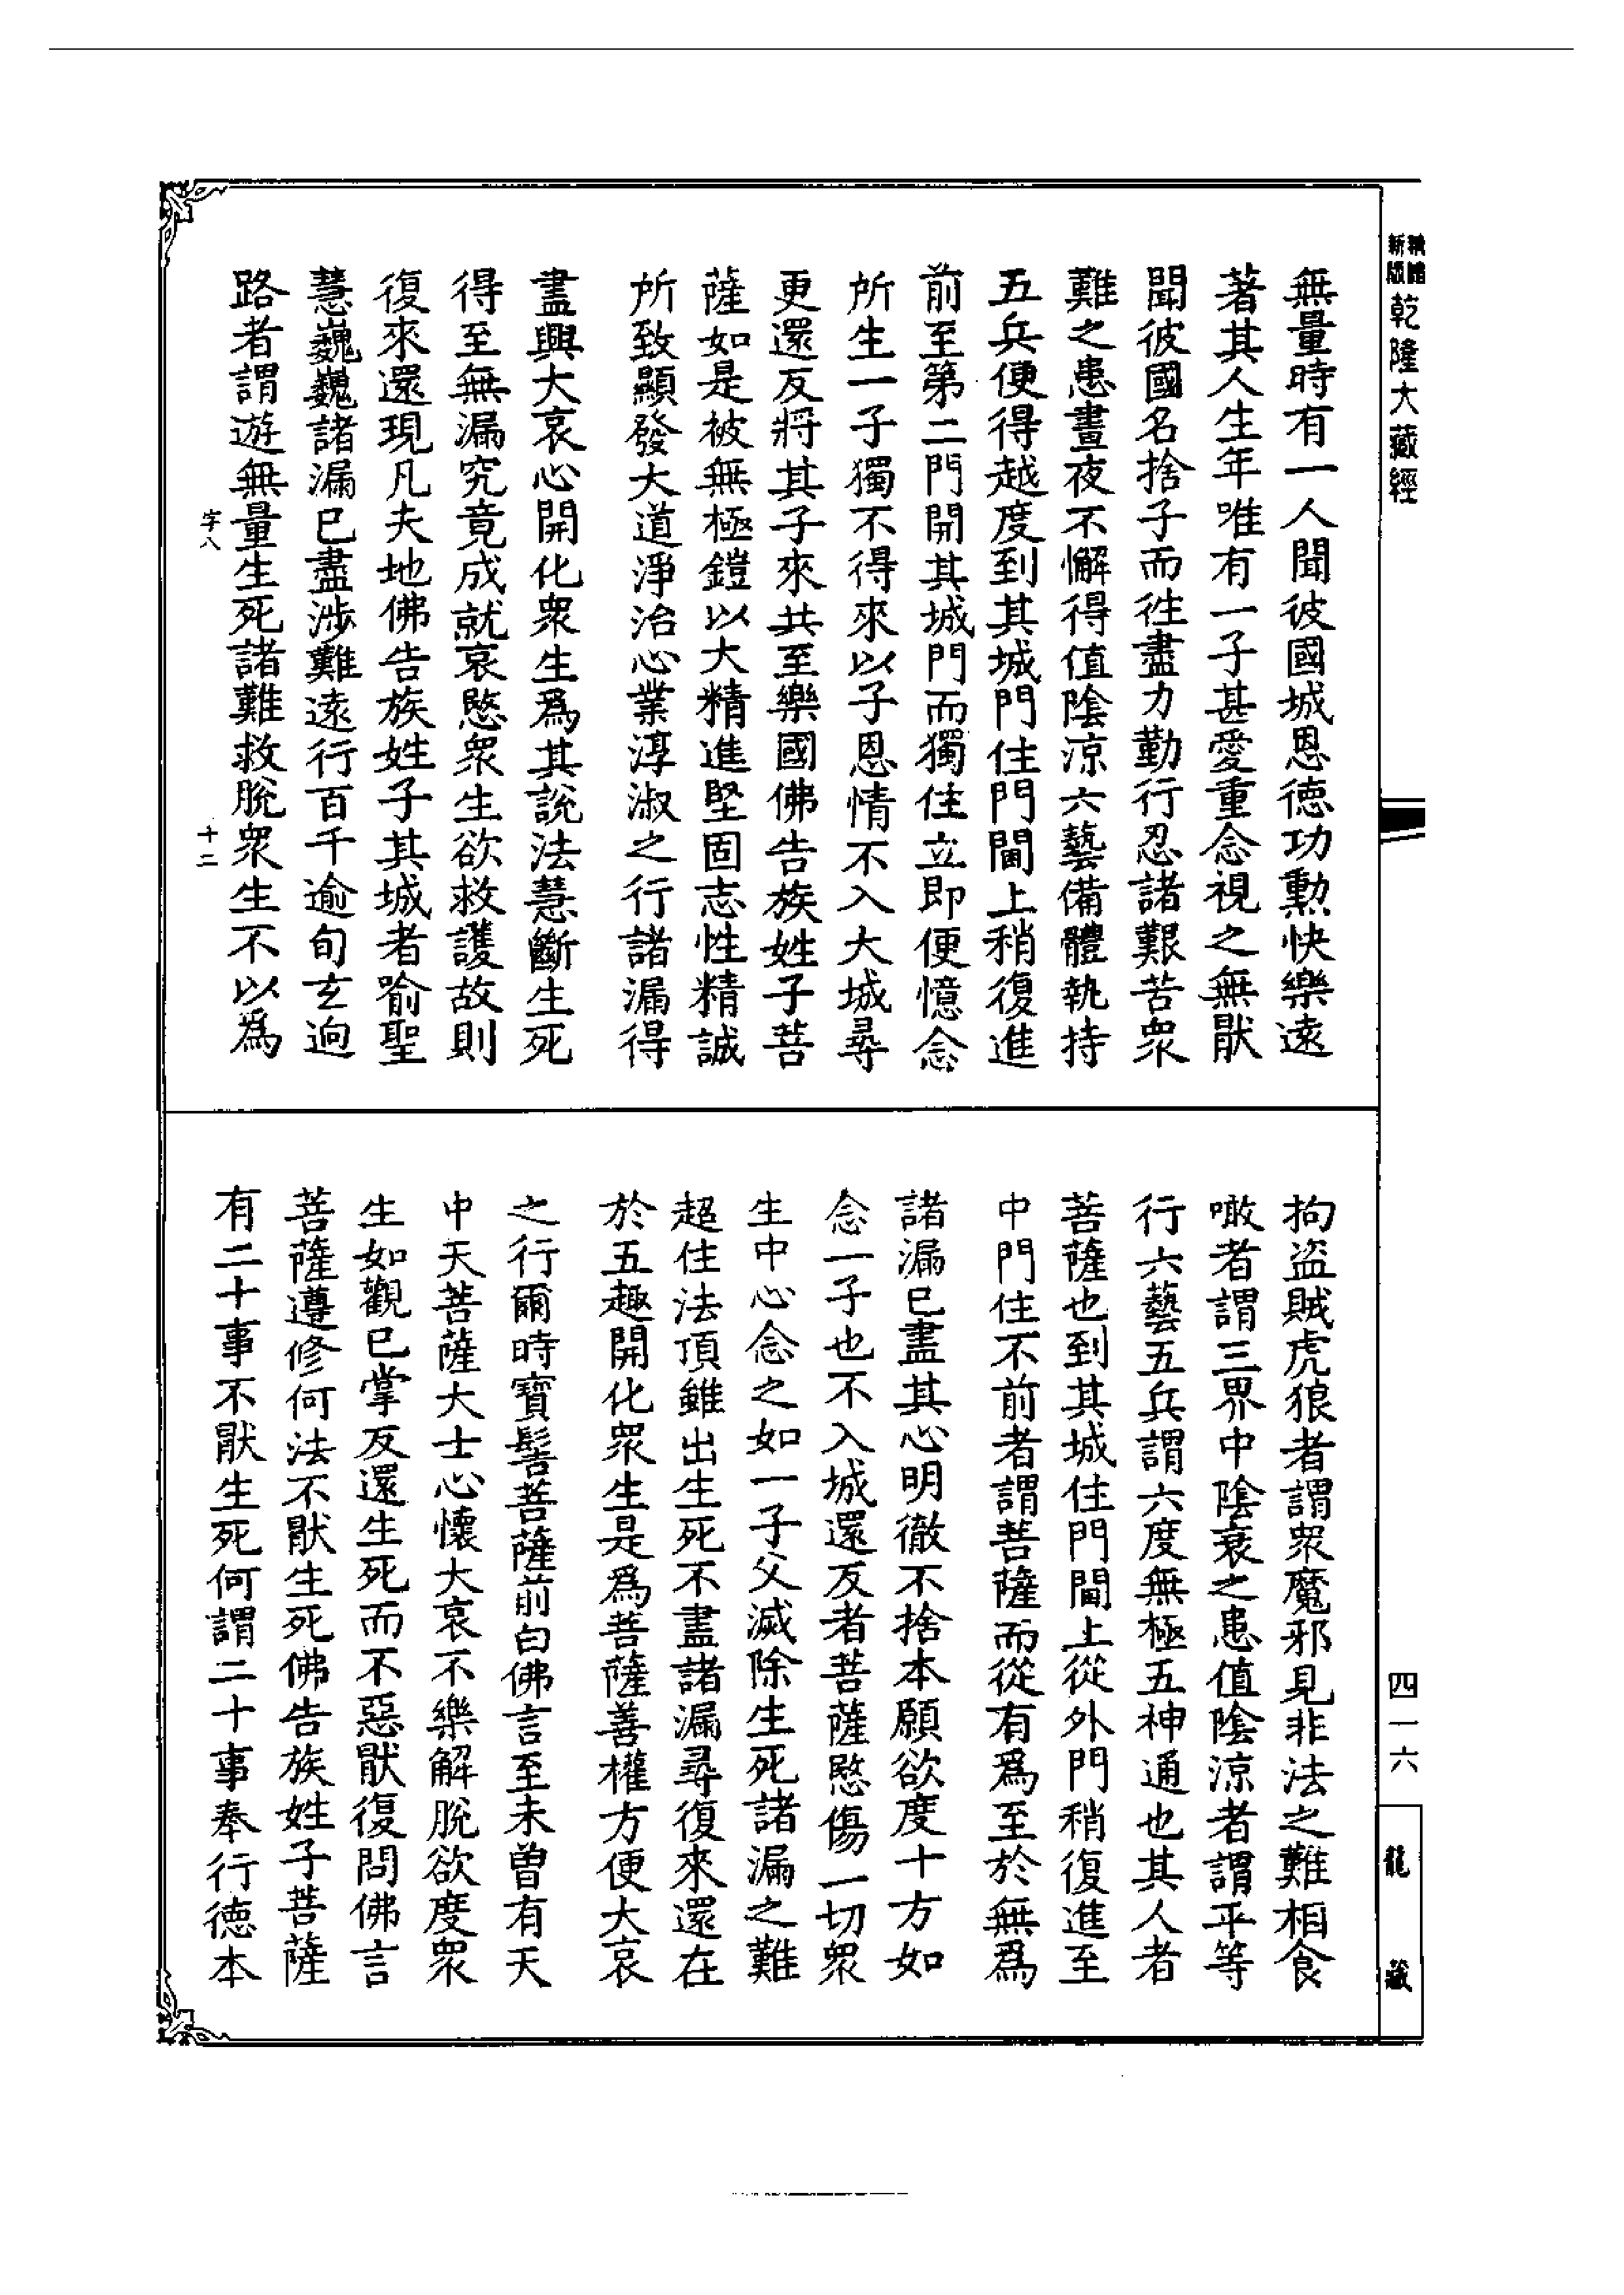 新版
乾隆大藏經
無量時有一人聞彼國城恩德功勲快樂遠
著其人生年唯有一子甚愛重念視之無猒
聞彼國名捨子而徃盡力勤行忍諸艱苦衆
難之患晝夜不懈得值陰涼六藝備體執持
五兵便得越度到其城門住門閫上稍復進
前至第二門開其城門而獨住立即便憶念
所生一子獨不得來以子恩情不入大城尋
更還反將其子來共至樂國佛告族姓子菩
薩如是被無極鎧以大精進堅固志性精誠
所致顯發大道淨治心業淳淑之行諸漏得
盡興大哀心開化衆生爲其說法慧斷生死
得至無漏究竟成就哀愍衆生欲救護故則
復來還現凡夫地佛告族姓子其城者喻聖
慧巍巍諸漏已盡涉難遠行百千逾旬玄逈
路者謂遊無量生死諸難救脫衆生不以爲
字八
十二
拘盗賊虎狼者謂衆魔邪見非法之難相食
噉者謂三界中陰衰之患值陰涼者謂平等
行六藝五兵謂六度無極五神通也其人者
菩薩也到其城住門閫上從外門稍復進至
中門住不前者謂菩薩而從有爲至於無爲
諸漏已盡其心明徹不捨本願欲度十方如
念一子也不入城還反者菩薩愍傷一切衆
生中心念之如一子父滅除生死諸漏之難
超住法頂雖出生死不盡諸漏尋復來還在
於五趣開化衆生是爲菩薩善權方便大哀
之行爾時寶髻菩薩前白佛言至未曾有天
中天菩薩大士心懷大哀不樂解脫欲度衆
生如觀已掌反還生死而不惡猒復問佛言
菩薩遵修何法不猒生死佛告族姓子菩薩
有二十事不猒生死何謂二十事奉行德本
四一六
龍藏